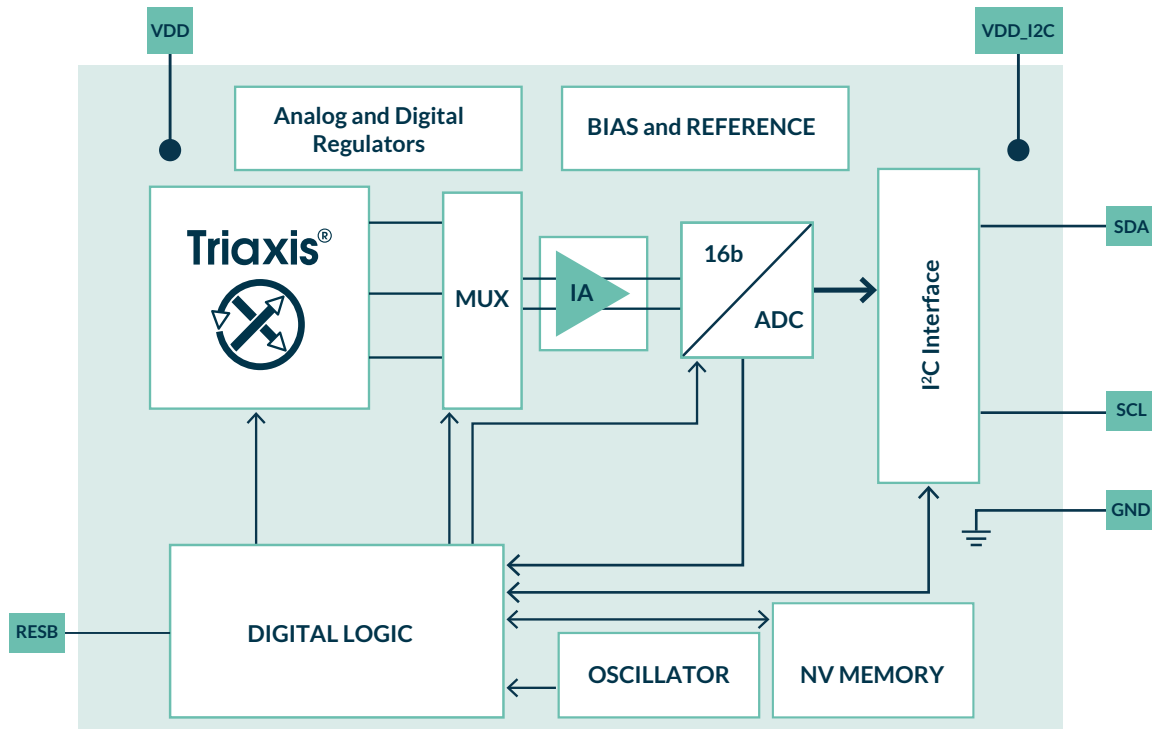 VDD
VDD_I2C
Analog and Digital
Regulators
BIAS and REFERENCE
Triaxis®
MUX
IA
16b
ADC
I²C Interface
SDA
SCL
GND
RESB
DIGITAL LOGIC
OSCILLATOR
NV MEMORY